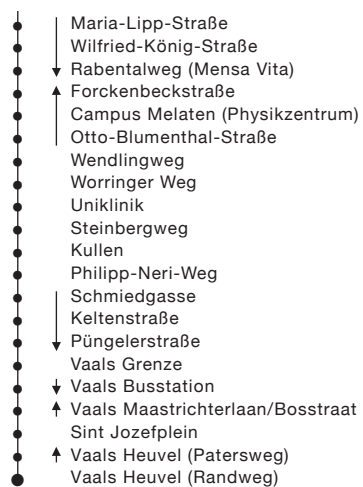 Maria-Lipp-Straße
Wilfried-König-Straße
Rabentalweg (Mensa Vita)
Forckenbeckstraße
Campus Melaten (Physikzentrum)
Otto-Blumenthal-Straße
Wendlingweg
Worringer Weg
Uniklinik
Steinbergweg
Kullen
Philipp-Neri-Weg
Schmiedgasse
Keltenstraße
Püngelerstraße
Vaals Grenze
Vaals Busstation
Vaals Maastrichterlaan/Bosstraat
Sint Jozefplein
Vaals Heuvel (Patersweg)
Vaals Heuvel (Randweg)